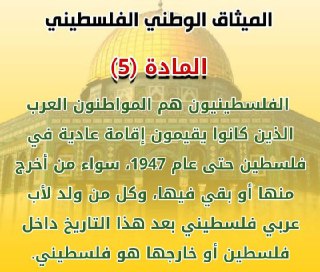 الميثاق الوطني الفلسطيني
المادة (5)
الفلسطينيون هم المواطنون العرب
الذين كانوا يقيمون إقامة عادية في
فلسطين حتى عام 1947، سواء من أخرج
منها أو بقي فيها، وكل من ولد لأب
عربي فلسطيني بعد هذا التاريخ داخل
فلسطين أو خارجها هو فلسطيني.